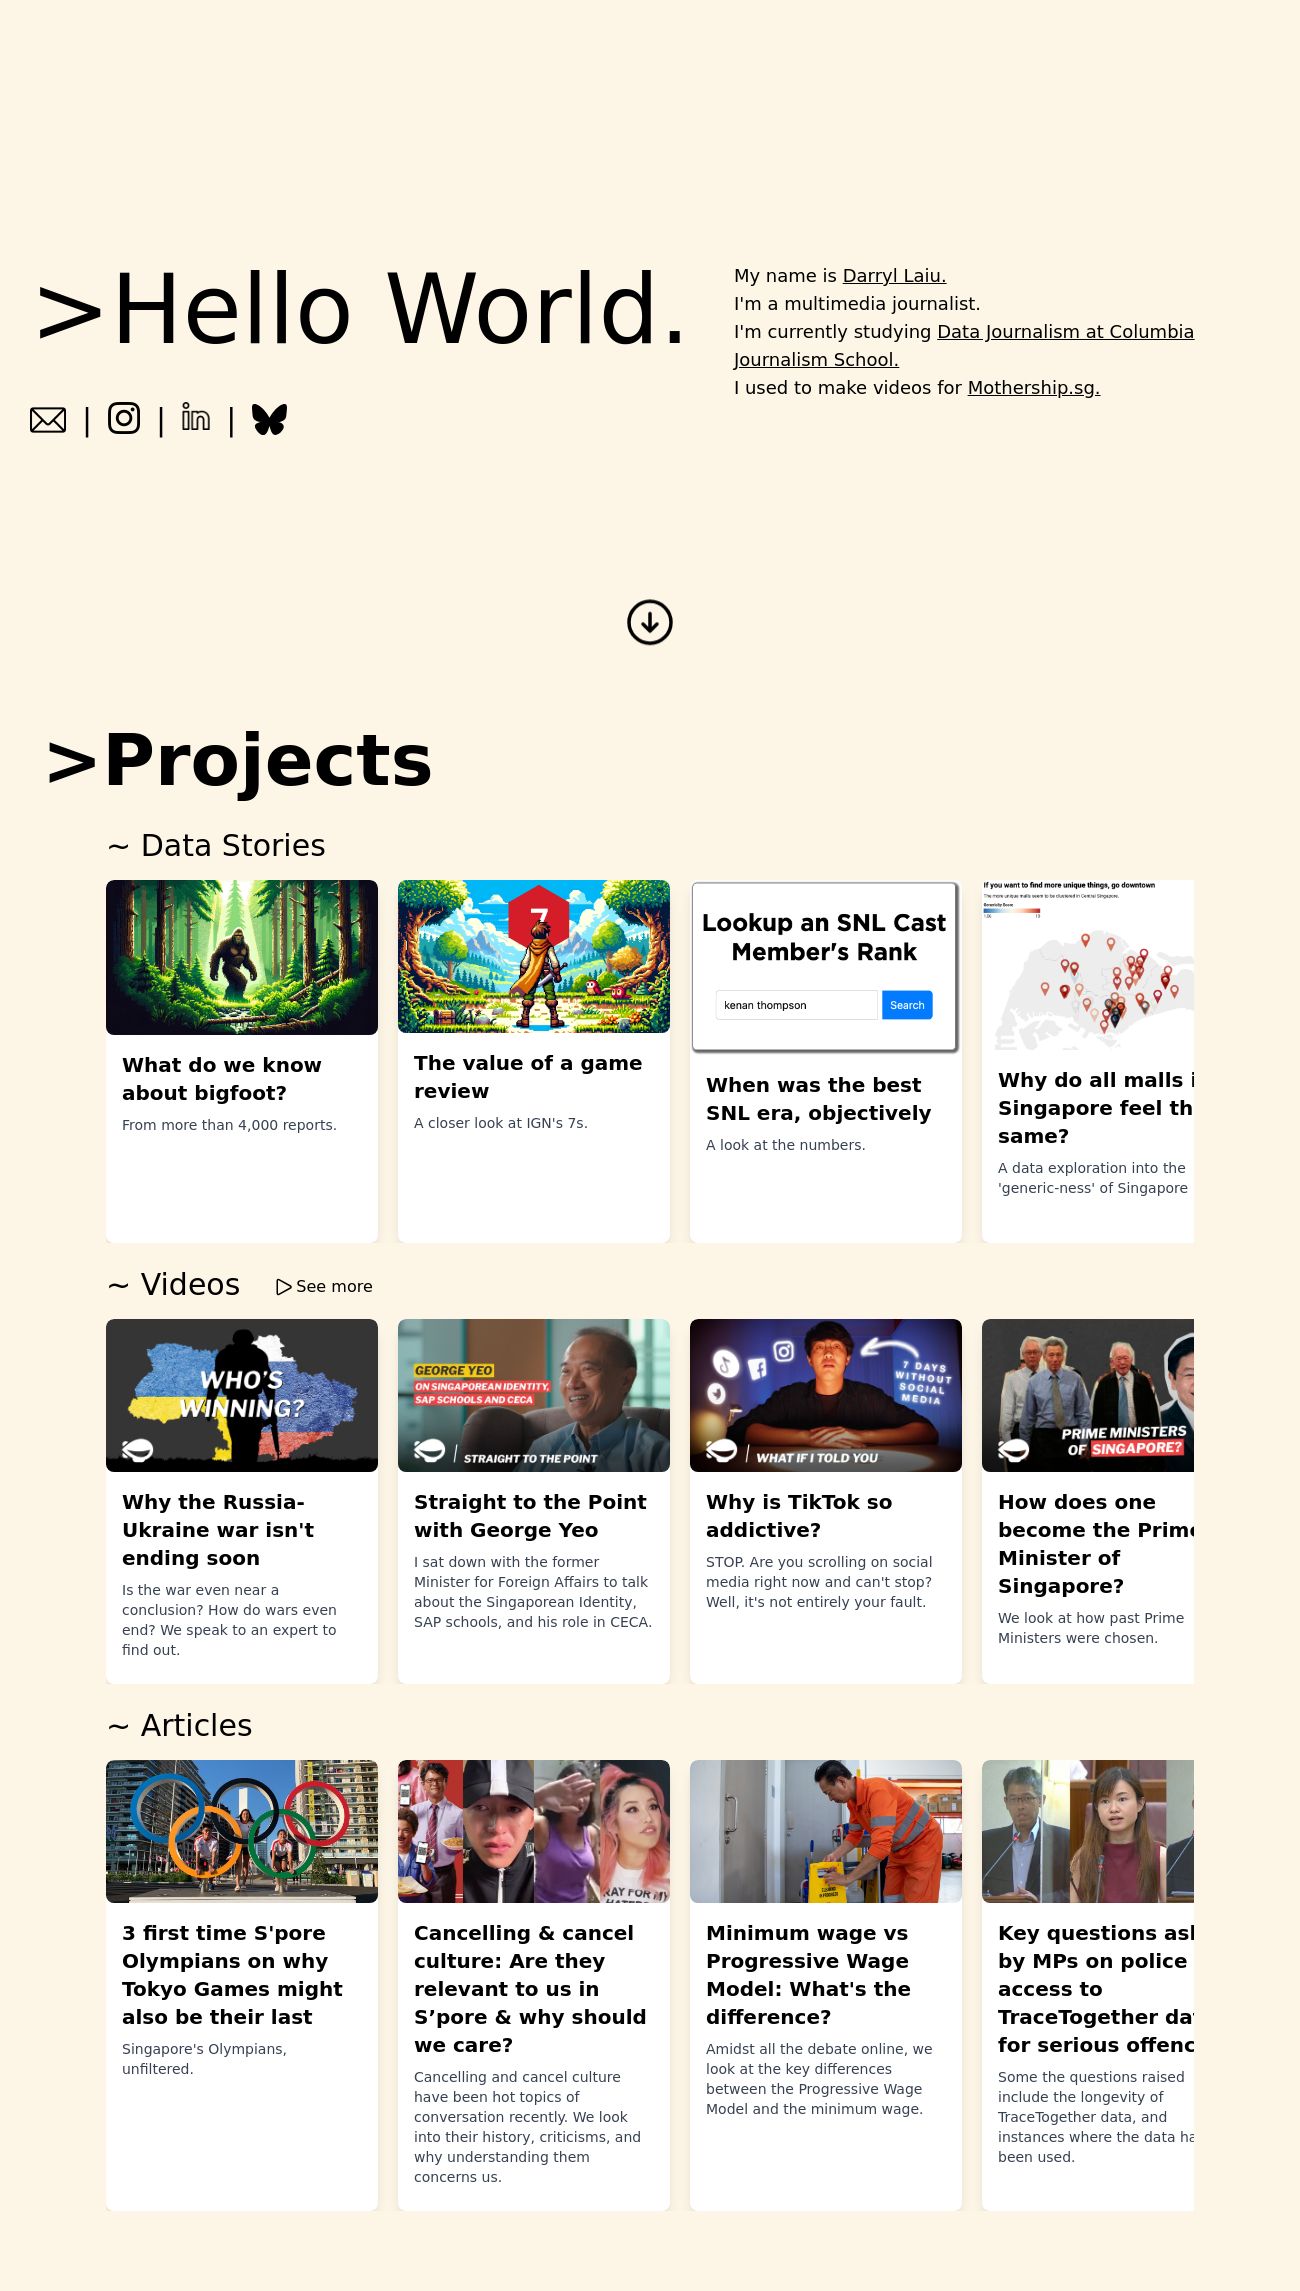 >Hello World.
My name is Darryl Laiu.
I'm a multimedia journalist.
I'm currently studying Data Journalism at Columbia
Journalism School.
I used to make videos for Mothership.sg.
| | |
>Projects
~ Data Stories
7
Lookup an SNL Cast
Member's Rank
kenan thompson Search
If you want to find more unique things, go downtown
The more unique malls seem to be clustered in Central Singapore.
What do we know
about bigfoot?
From more than 4,000 reports.
The value of a game
review
A closer look at IGN's 7s.
When was the best
SNL era, objectively
A look at the numbers.
Why do all malls i
Singapore feel th
same?
A data exploration into the
'generic-ness' of Singapore
~ Videos
See more
WHO'S
WINNING?
GEORGE YEO
ON SINGAPOREAN IDENTITY,
SAP SCHOOLS AND CECA
STRAIGHT TO THE POINT
7 DAYS
WITHOUT
SOCIAL
MEDIA
WHAT IF I TOLD YOU
PRIME MINISTERS
OF SINGAPORE?
Why the Russia-
Ukraine war isn't
ending soon
Is the war even near a
conclusion? How do wars even
end? We speak to an expert to
find out.
Straight to the Point
with George Yeo
I sat down with the former
Minister for Foreign Affairs to talk
about the Singaporean Identity,
SAP schools, and his role in CECA.
Why is TikTok so
addictive?
STOP. Are you scrolling on social
media right now and can't stop?
Well, it's not entirely your fault.
How does one
become the Prime
Minister of
Singapore?
We look at how past Prime
Ministers were chosen.
~ Articles
3 first time S'pore
Olympians on why
Tokyo Games might
also be their last
Singapore's Olympians,
unfiltered.
Cancelling & cancel
culture: Are they
relevant to us in
S’pore & why should
we care?
Cancelling and cancel culture
have been hot topics of
conversation recently. We look
into their history, criticisms, and
why understanding them
concerns us.
Minimum wage vs
Progressive Wage
Model: What's the
difference?
Amidst all the debate online, we
look at the key differences
between the Progressive Wage
Model and the minimum wage.
Key questions as
by MPs on police
access to
TraceTogether da
for serious offenc
Some the questions raised
include the longevity of
TraceTogether data, and
instances where the data ha
been used.